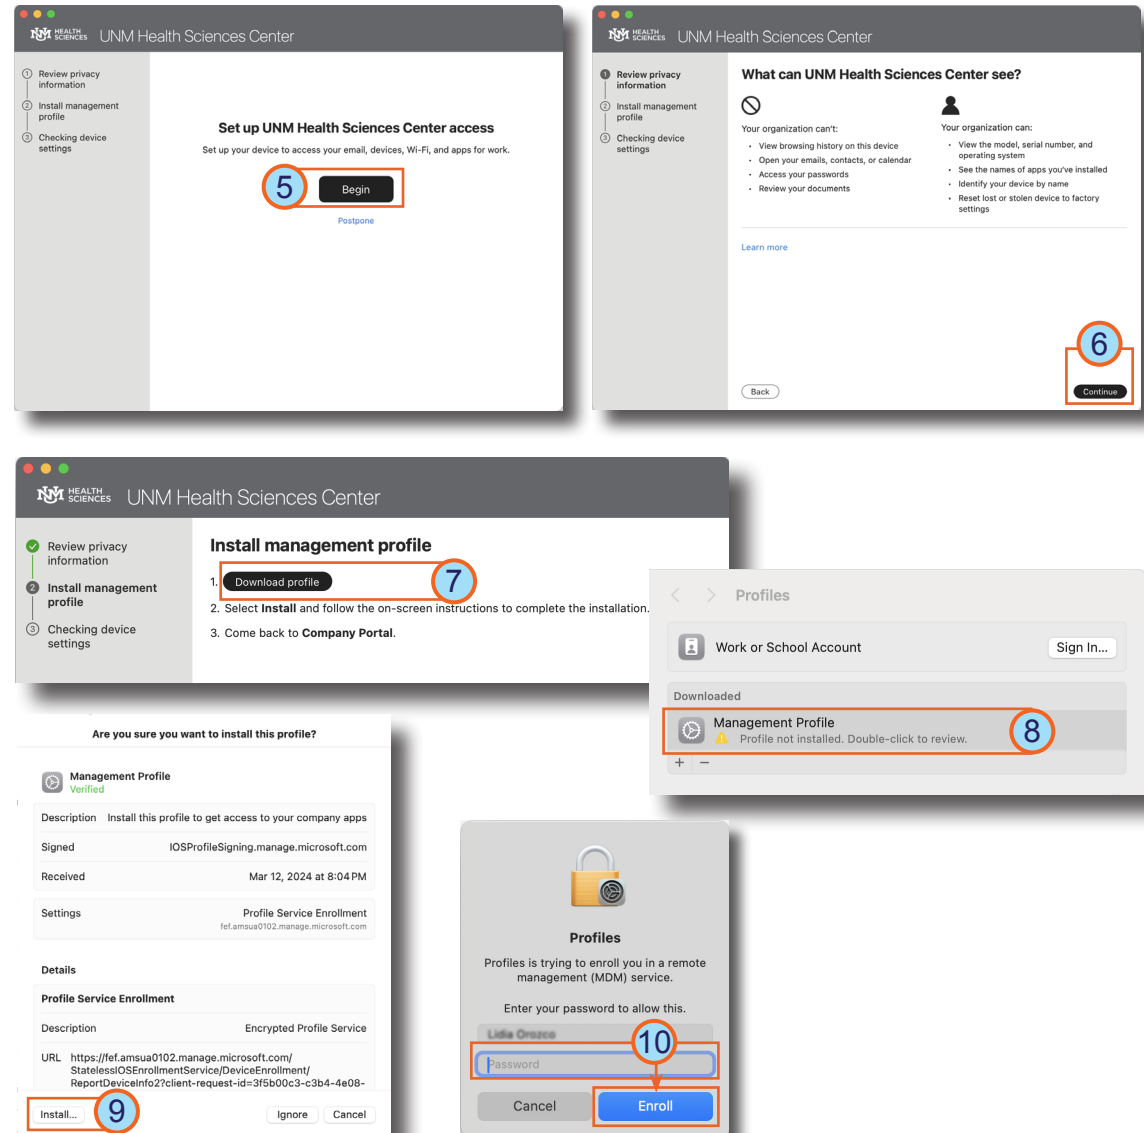 UNM HEALTH SCIENCES UNM Health Sciences Center
1 Review privacy
information
2 Install management
profile
3 Checking device
settings
Set up UNM Health Sciences Center access
Set up your device to access your email, devices, Wi-Fi, and apps for work.
5
Begin
Postpone
UNM HEALTH SCIENCES UNM Health Sciences Center
1 Review privacy
information
2 Install management
profile
3 Checking device
settings
What can UNM Health Sciences Center see?
Your organization can't:
• View browsing history on this device
• Open your emails, contacts, or calendar
• Access your passwords
• Review your documents
Your organization can:
• View the model, serial number, and
operating system
• See the names of apps you've installed
• Identify your device by name
• Reset lost or stolen device to factory
settings
Learn more
6
Back
Continue
UNM HEALTH SCIENCES UNM Health Sciences Center
Review privacy
information
2 Install management
profile
3 Checking device
settings
Install management profile
1. Download profile
7
2. Select Install and follow the on-screen instructions to complete the installation.
3. Come back to Company Portal.
Profiles
Work or School Account
Sign In...
Downloaded
Management Profile
Profile not installed. Double-click to review.
8
+ −
Are you sure you want to install this profile?
Management Profile
Verified
Description Install this profile to get access to your company apps
Signed IOSProfileSigning.manage.microsoft.com
Received Mar 12, 2024 at 8:04 PM
Settings Profile Service Enrollment
fef.amsua0102.manage.microsoft.com
Details
Profile Service Enrollment
Description Encrypted Profile Service
URL https://fef.amsua0102.manage.microsoft.com/
StatelessIOSEnrollmentService/DeviceEnrollment/
ReportDeviceInfo2?client-request-id=3f5b00c3-c3b4-4e08-
Install...
9
Ignore
Cancel
Profiles
Profiles is trying to enroll you in a remote
management (MDM) service.
Enter your password to allow this.
Lidia Orozco
10
Password
Cancel
Enroll